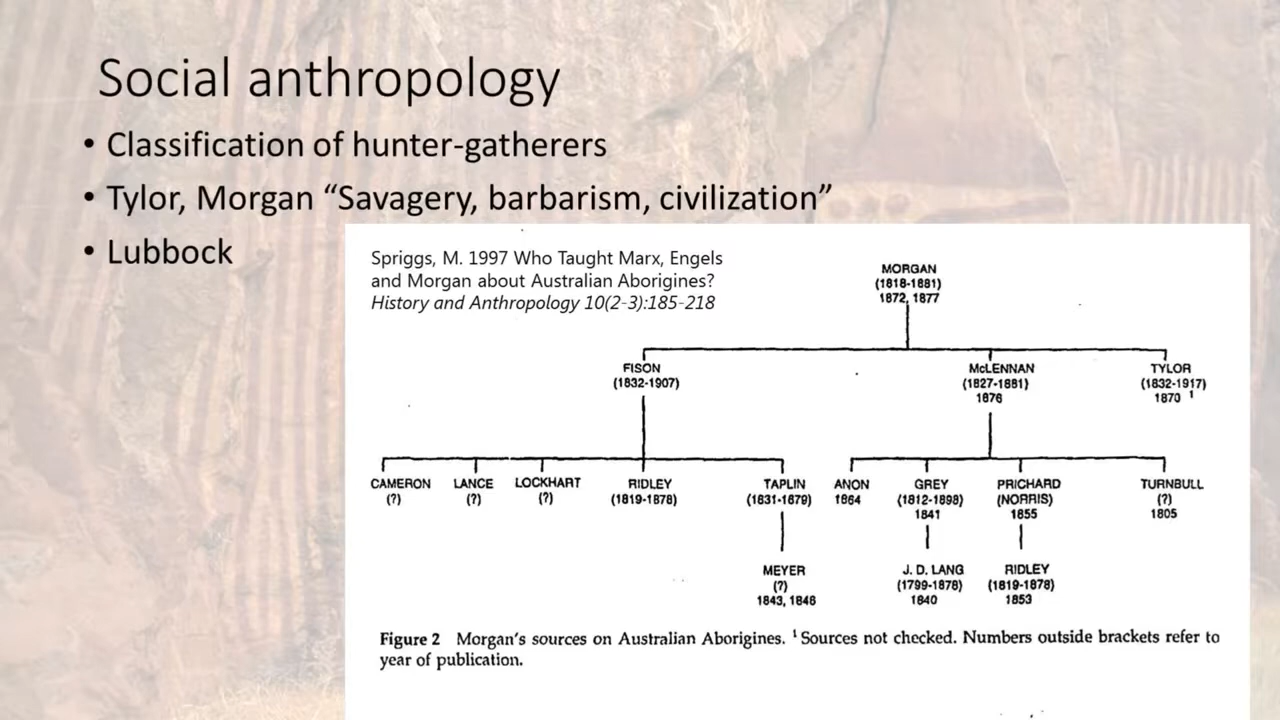 Social anthropology
• Classification of hunter-gatherers
• Tylor, Morgan “Savagery, barbarism, civilization”
• Lubbock
Spriggs, M. 1997 Who Taught Marx, Engels
and Morgan about Australian Aborigines?
History and Anthropology 10(2-3):185-218
MORGAN
(1818-1881)
1872, 1877
FISON
(1832-1907)
McLENNAN
(1827-1881)
1876
TYLOR
(1832-1917)
1870 ¹
CAMERON
(?)
LANCE
(?)
LOCKHART
(?)
RIDLEY
(1819-1878)
TAPLIN
(1831-1879)
ANON
1864
GREY
(1812-1898)
1841
PRICHARD
(NORRIS)
1855
TURNBULL
(?)
1805
MEYER
(?)
1843, 1846
J. D. LANG
(1799-1878)
1840
RIDLEY
(1819-1878)
1853
Figure 2 Morgan's sources on Australian Aborigines. ¹ Sources not checked. Numbers outside brackets refer to
year of publication.